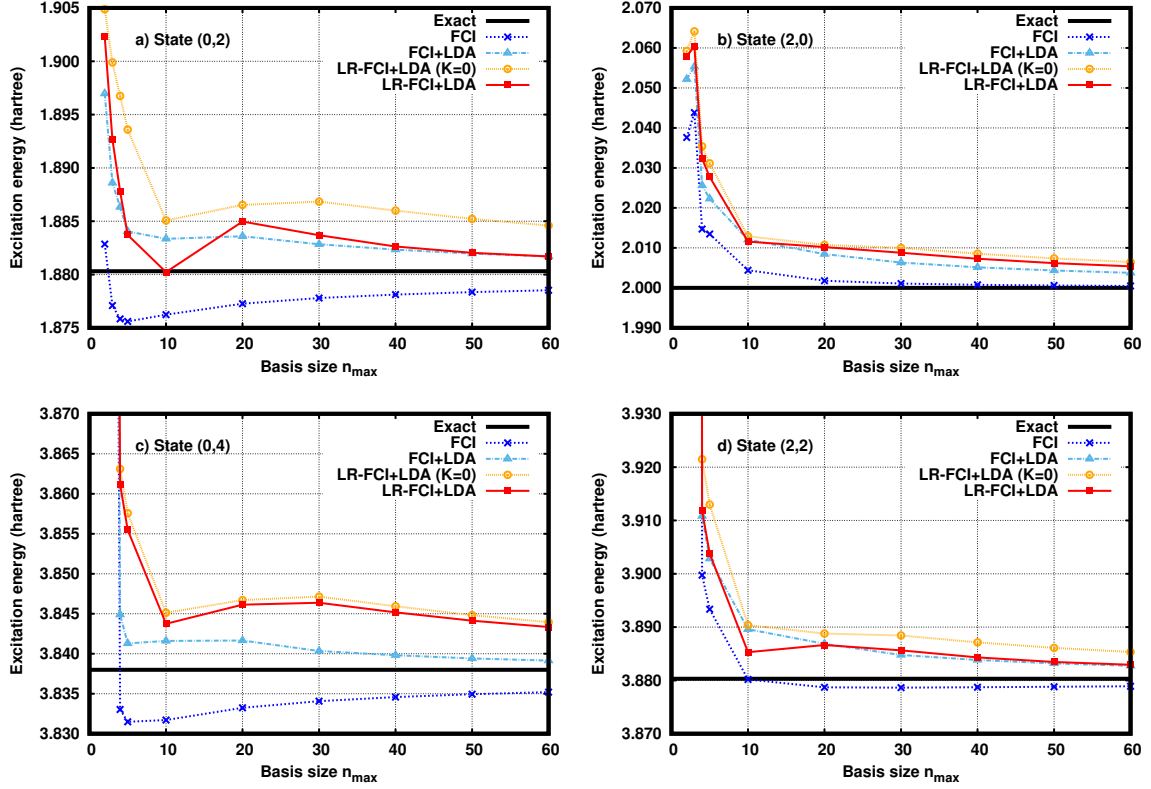 1.905
1.900
1.895
1.890
1.885
1.880
1.875
0 10 20 30 40 50 60
Excitation energy (hartree)
Basis size n_max
a) State (0,2)
Exact
FCI
FCI+LDA
LR-FCI+LDA (K=0)
LR-FCI+LDA
2.070
2.060
2.050
2.040
2.030
2.020
2.010
2.000
1.990
0 10 20 30 40 50 60
Excitation energy (hartree)
Basis size n_max
b) State (2,0)
Exact
FCI
FCI+LDA
LR-FCI+LDA (K=0)
LR-FCI+LDA
3.870
3.865
3.860
3.855
3.850
3.845
3.840
3.835
3.830
0 10 20 30 40 50 60
Excitation energy (hartree)
Basis size n_max
c) State (0,4)
Exact
FCI
FCI+LDA
LR-FCI+LDA (K=0)
LR-FCI+LDA
3.930
3.920
3.910
3.900
3.890
3.880
3.870
0 10 20 30 40 50 60
Excitation energy (hartree)
Basis size n_max
d) State (2,2)
Exact
FCI
FCI+LDA
LR-FCI+LDA (K=0)
LR-FCI+LDA